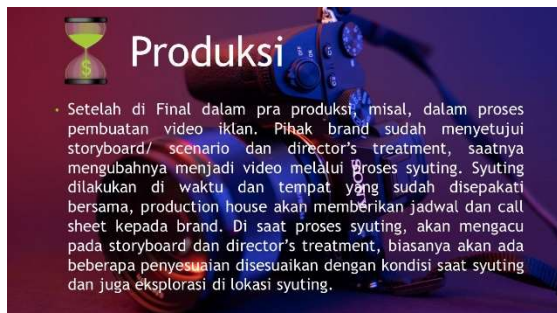 Produksi
• Setelah di Final dalam pra produksi, misal, dalam proses
pembuatan video iklan. Pihak brand sudah menyetujui
storyboard/ scenario dan director's treatment, saatnya
mengubahnya menjadi video melalui proses syuting. Syuting
dilakukan di waktu dan tempat yang sudah disepakati
bersama, production house akan memberikan jadwal dan call
sheet kepada brand. Di saat proses syuting, akan mengacu
pada storyboard dan director's treatment, biasanya akan ada
beberapa penyesuaian disesuaikan dengan kondisi saat syuting
dan juga eksplorasi di lokasi syuting.
$